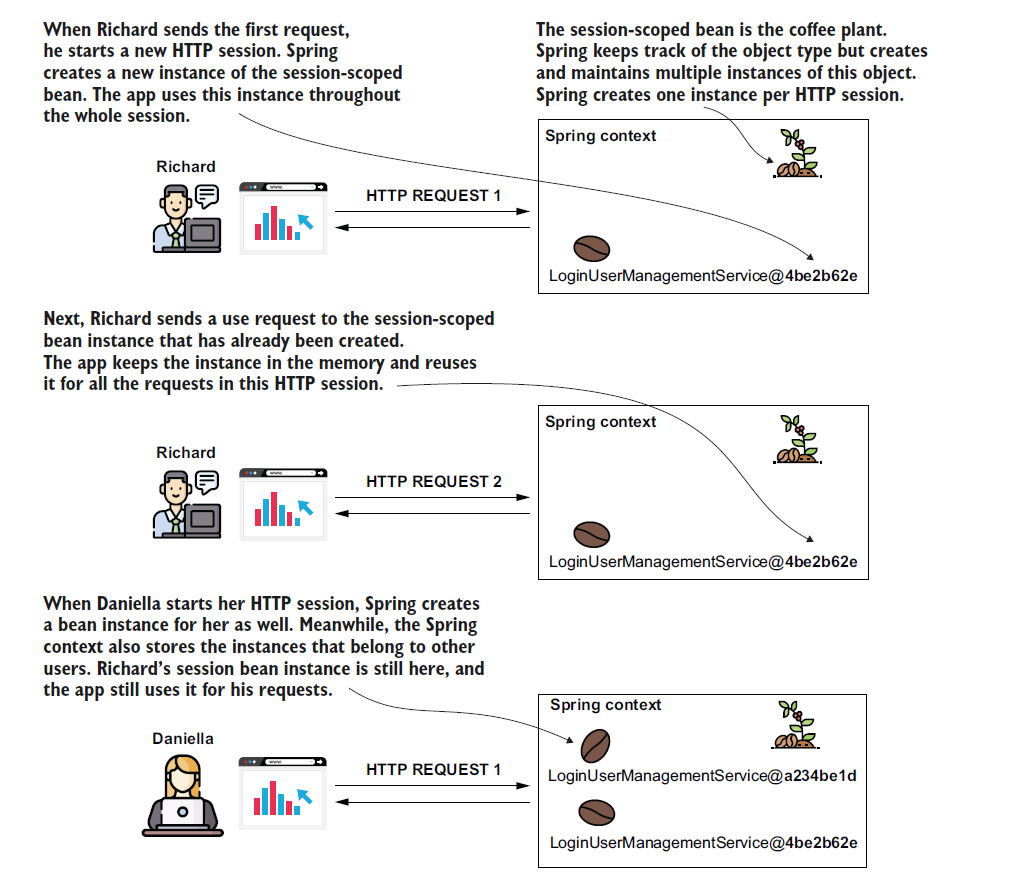 When Richard sends the first request,
he starts a new HTTP session. Spring
creates a new instance of the session-scoped
bean. The app uses this instance throughout
the whole session.
The session-scoped bean is the coffee plant.
Spring keeps track of the object type but creates
and maintains multiple instances of this object.
Spring creates one instance per HTTP session.
Richard
www.
HTTP REQUEST 1
Spring context
LoginUserManagementService@4be2b62e
Next, Richard sends a use request to the session-scoped
bean instance that has already been created.
The app keeps the instance in the memory and reuses
it for all the requests in this HTTP session.
Richard
www.
HTTP REQUEST 2
Spring context
LoginUserManagementService@4be2b62e
When Daniella starts her HTTP session, Spring creates
a bean instance for her as well. Meanwhile, the Spring
context also stores the instances that belong to other
users. Richard's session bean instance is still here, and
the app still uses it for his requests.
Daniella
www.
HTTP REQUEST 1
Spring context
LoginUserManagementService@a234be1d
LoginUserManagementService@4be2b62e